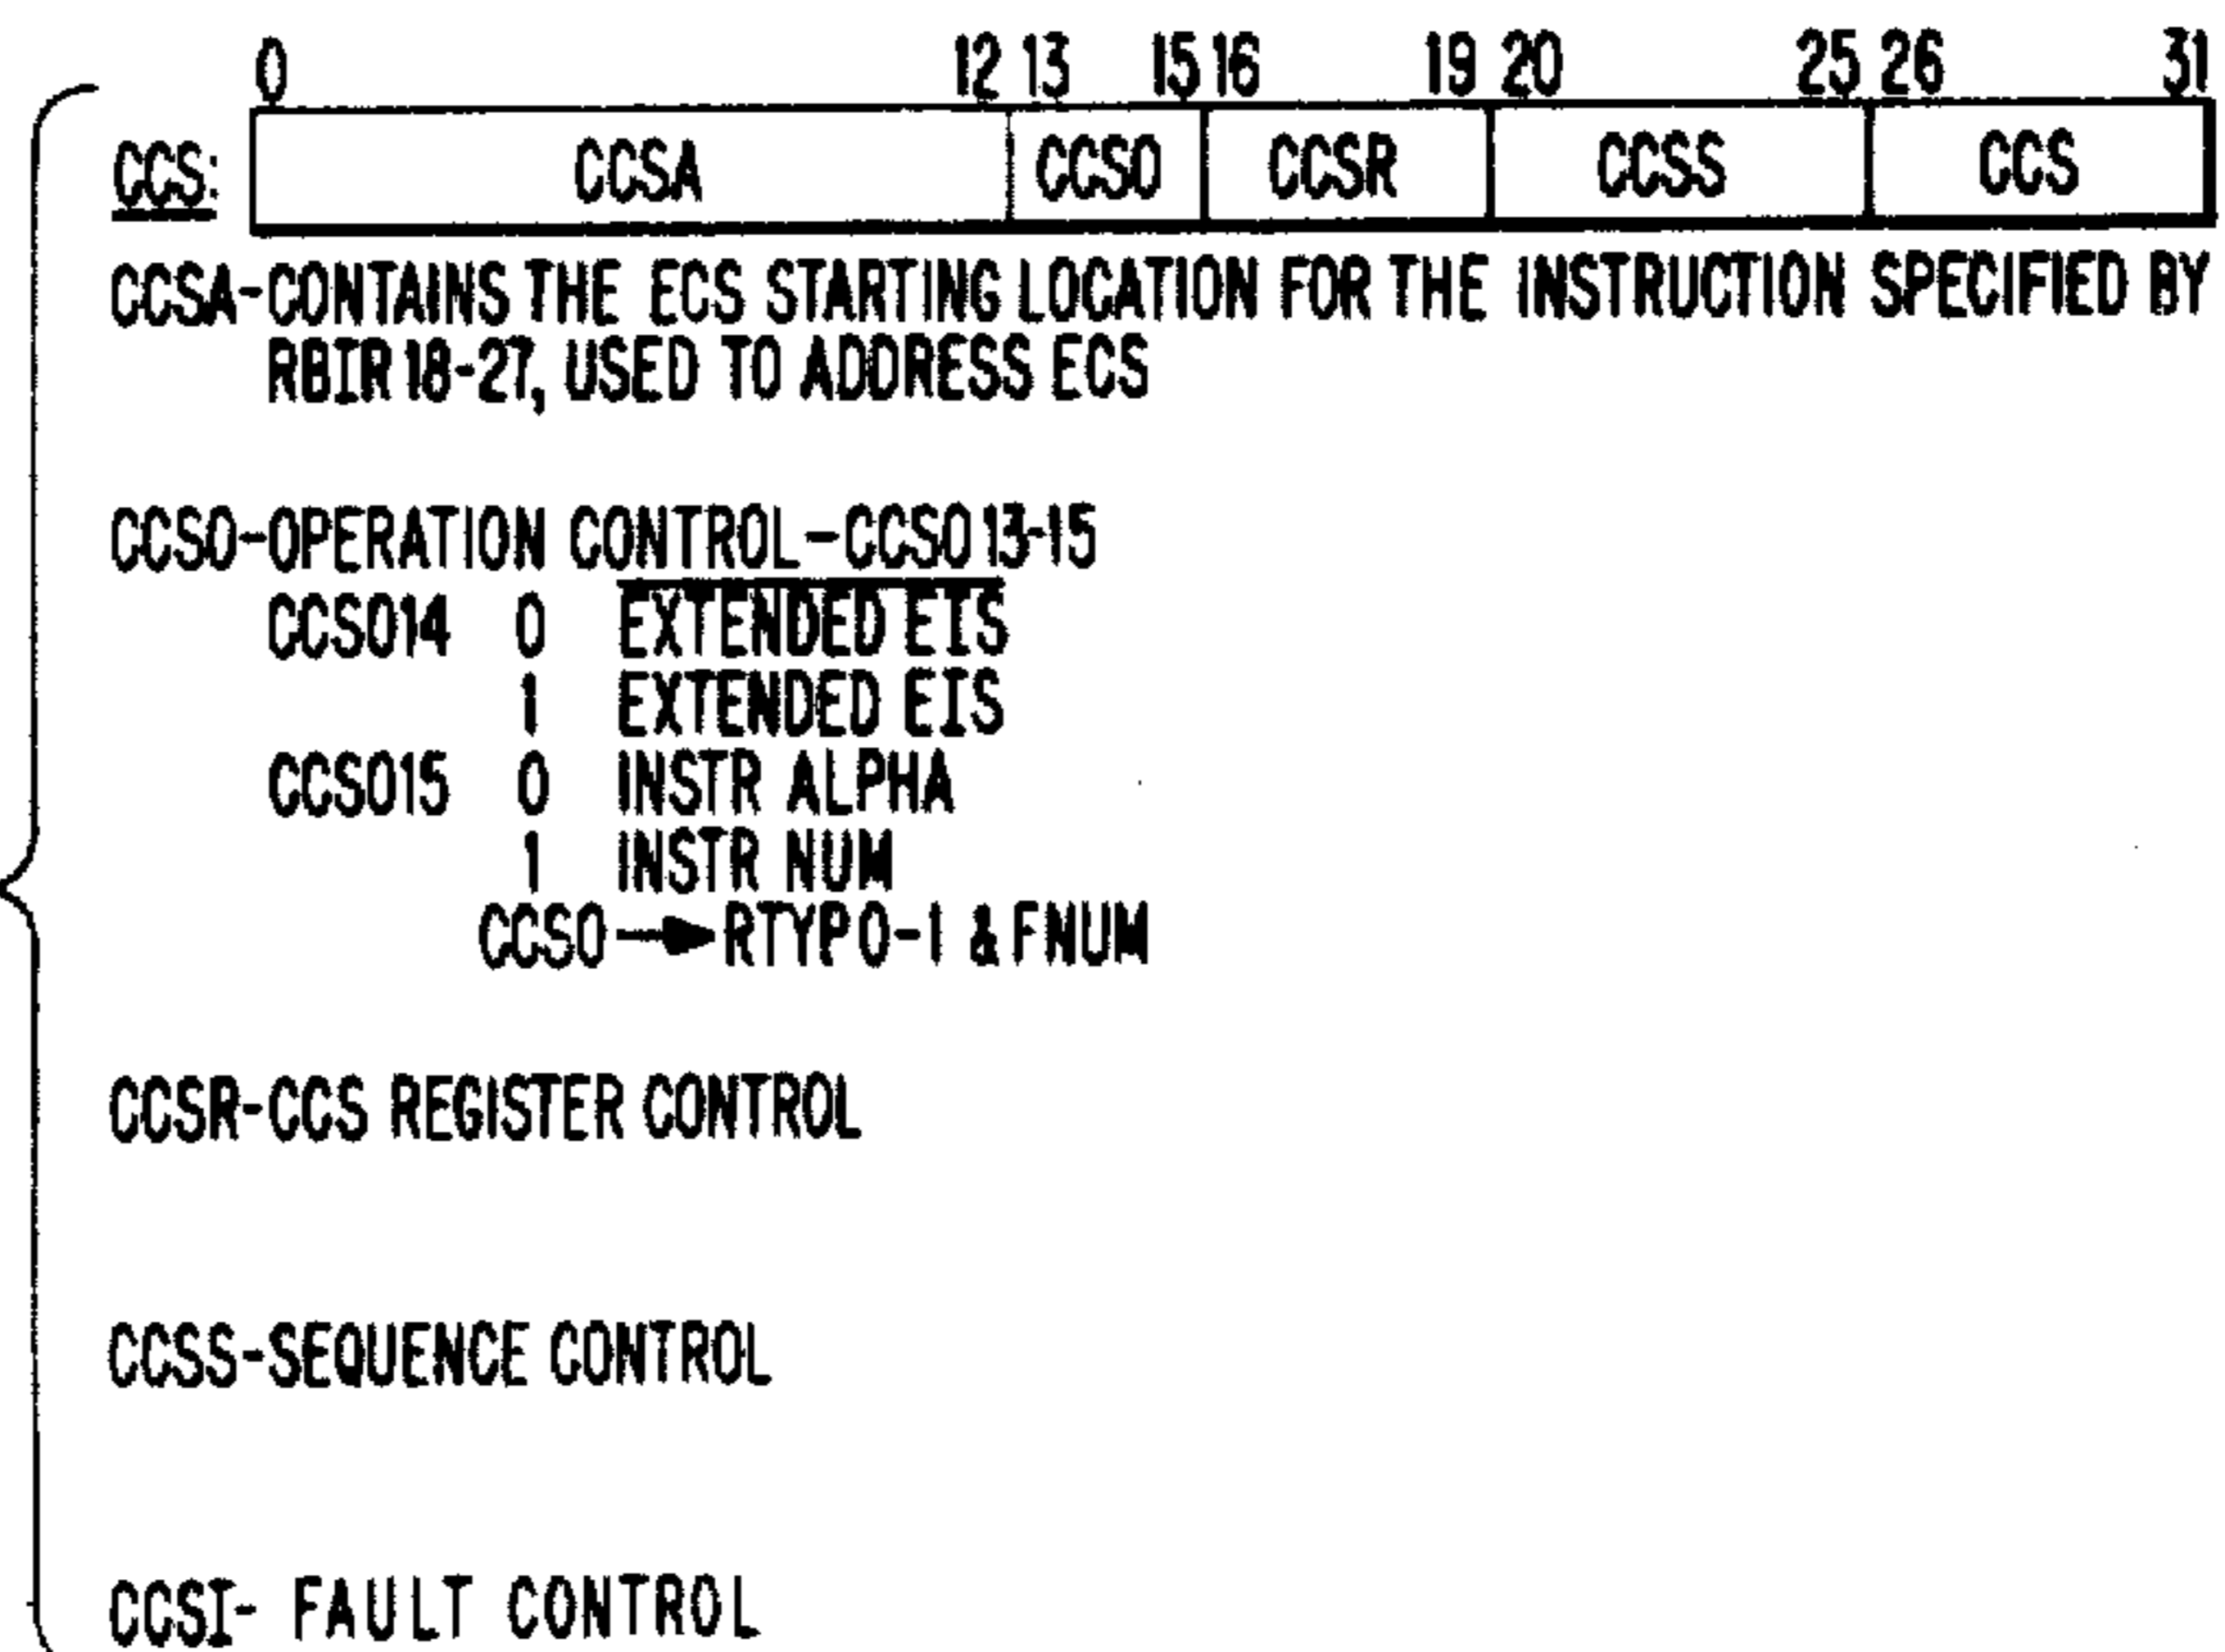 0 12 13 15 16 19 20 25 26 31
CCS: CCSA CCSO CCSR CCSS CCS
CCSA-CONTAINS THE ECS STARTING LOCATION FOR THE INSTRUCTION SPECIFIED BY
RBIR 18-27, USED TO ADDRESS ECS
CCSO-OPERATION CONTROL-CCSO 13-15
CCSO14 0 EXTENDED EIS
1 EXTENDED EIS
CCSO15 0 INSTR ALPHA
1 INSTR NUM
CCSO→RTYP 0-1 & FNUM
CCSR-CCS REGISTER CONTROL
CCSS-SEQUENCE CONTROL
CCSI- FAULT CONTROL